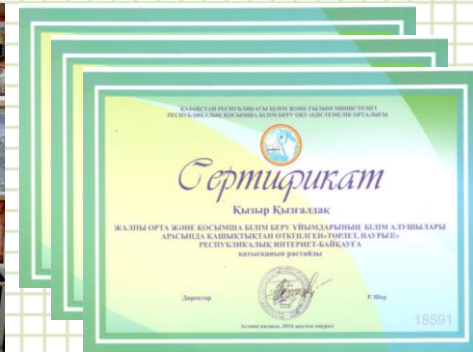 ҚАЗАҚСТАН РЕСПУБЛИКАСЫ БІЛІМ ЖӘНЕ ҒЫЛЫМ МИНИСТРЛІГІ
РЕСПУБЛИКАЛЫҚ ҚОСЫМША БІЛІМ БЕРУ ОҚУ-ӘДІСТЕМЕЛІК ОРТАЛЫҒЫ
Сертификат
Қызыр Қызғалдақ
ЖАЛПЫ ОРТА ЖӘНЕ ҚОСЫМША БІЛІМ БЕРУ ҰЙЫМДАРЫНЫҢ БІЛІМ АЛУШЫЛАРЫ
АРАСЫНДА ҚАШЫҚТЫҚТАН ӨТКІЗІЛГЕН «ТӨРЛЕТ, НАУРЫЗ!»
РЕСПУБЛИКАЛЫҚ ИНТЕРНЕТ-БАЙҚАУҒА
қатысқанын растайды
Директор Р. Шер
Астана қаласы, 2016 жылғы наурыз
18591